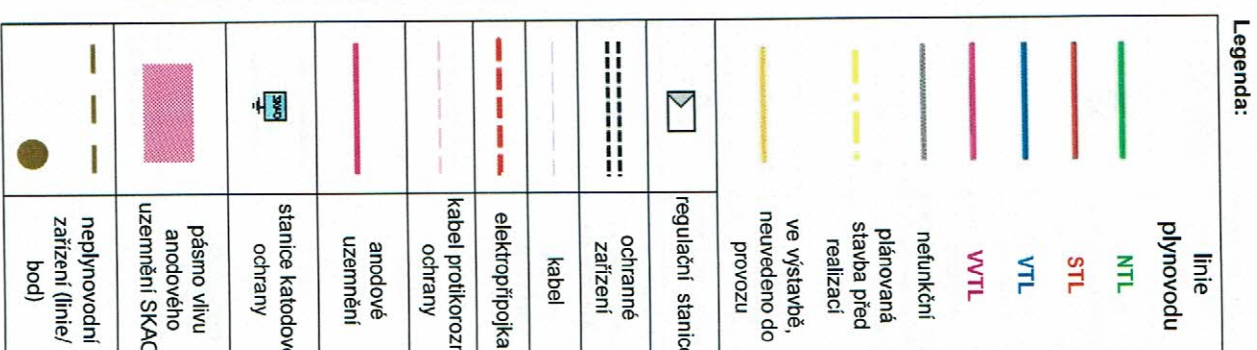 Legenda:
linie
plynovodu
NTL
STL
VTL
VVTL
nefunkční
plánovaná
stavba před
realizací
ve výstavbě,
neuvedeno do
provozu
regulační stanice
ochranné
zařízení
kabel
elektropřípojka
kabel protikorozn
ochrany
anodové
uzemnění
SKAO
stanice katodové
ochrany
pásmo vlivu
anodového
uzemnění SKAO
neplynovodní
zařízení (linie/
bod)